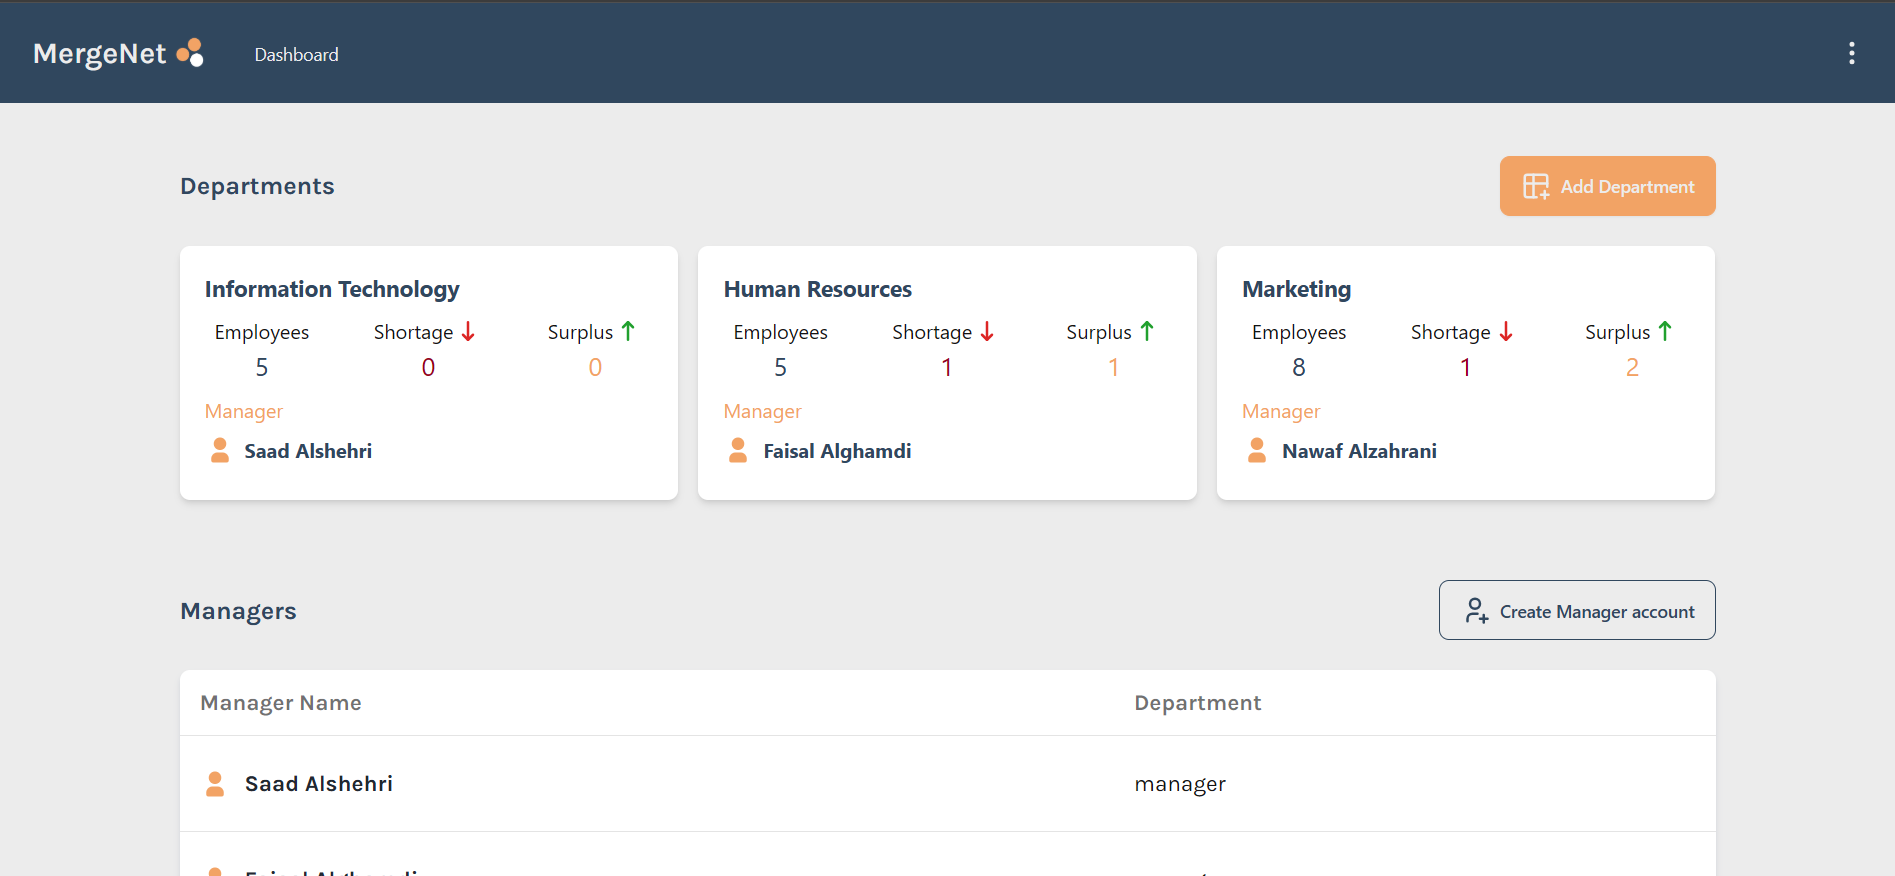 MergeNet
Dashboard
Departments
Add Department
Information Technology
Employees Shortage Surplus
5 0 0
Manager
Saad Alshehri
Human Resources
Employees Shortage Surplus
5 1 1
Manager
Faisal Alghamdi
Marketing
Employees Shortage Surplus
8 1 2
Manager
Nawaf Alzahrani
Managers
Create Manager account
Manager Name Department
Saad Alshehri manager
Faisal Alghamdi